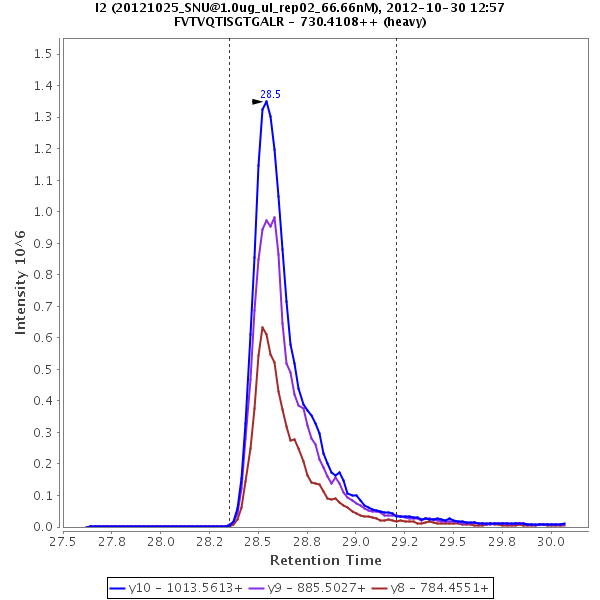 I2 (20121025_SNU@1.0ug_ul_rep02_66.66nM), 2012-10-30 12:57
FVTVQTISGTGALR - 730.4108++ (heavy)
28.5
1.5
1.4
1.3
1.2
1.1
1.0
0.9
0.8
0.7
0.6
0.5
0.4
0.3
0.2
0.1
0.0
Intensity 10^6
27.5 27.8 28.0 28.2 28.5 28.8 29.0 29.2 29.5 29.8 30.0
Retention Time
y10 - 1013.5613+ y9 - 885.5027+ y8 - 784.4551+